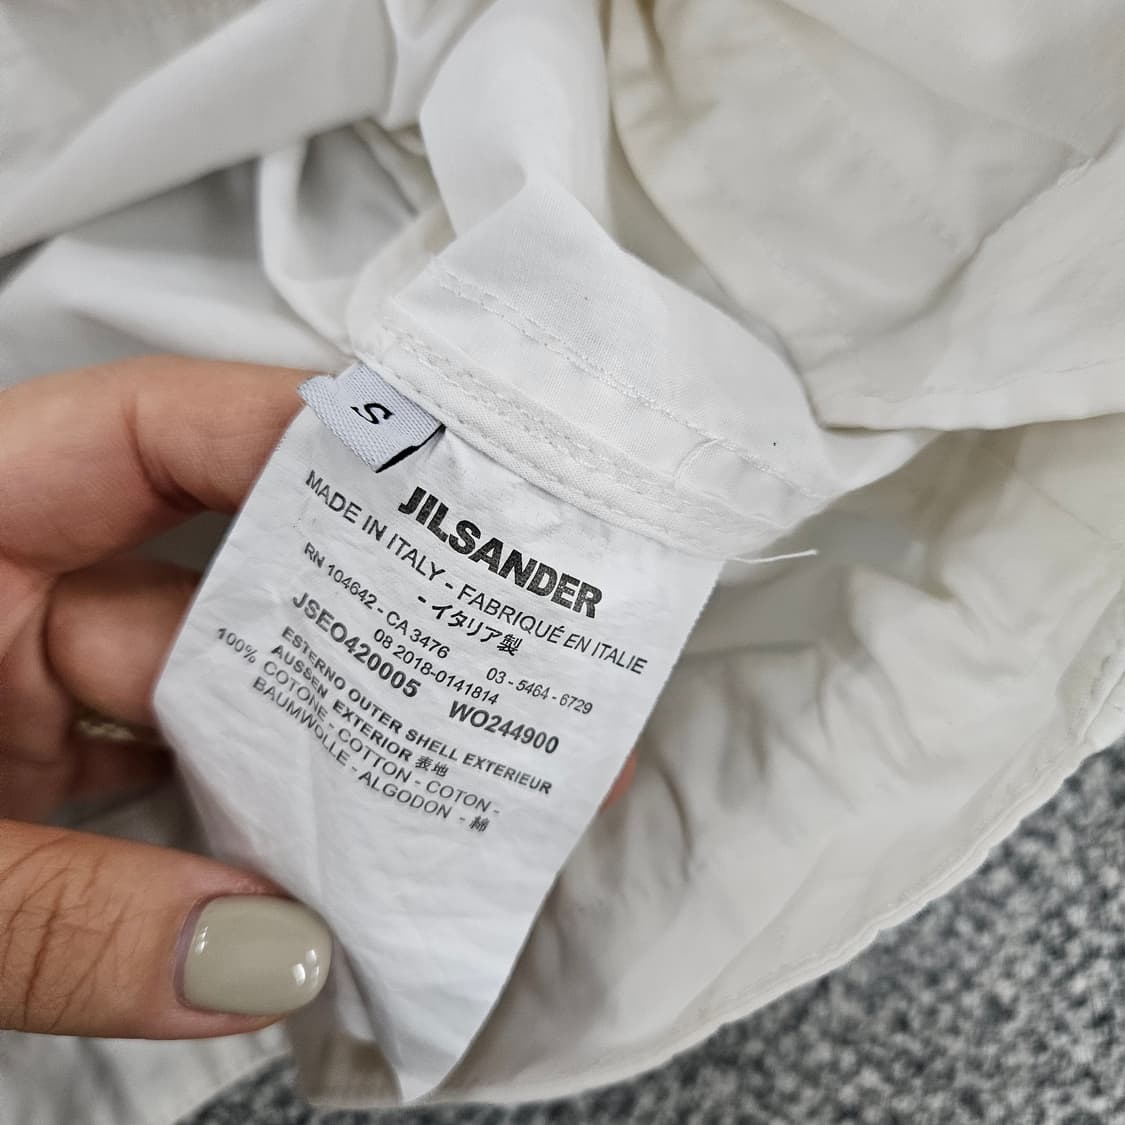 S
JILSANDER
MADE IN ITALY - FABRIQUÉ EN ITALIE
- イタリア製
RN 104642 - CA 3476 03 - 5464 - 6729
08 2018-0141814
JSEO420005 WO244900
ESTERNO OUTER SHELL EXTERIEUR
AUSSEN EXTERIOR 表地
100% COTONE - COTTON - COTON -
BAUMWOLLE - ALGODON - 綿